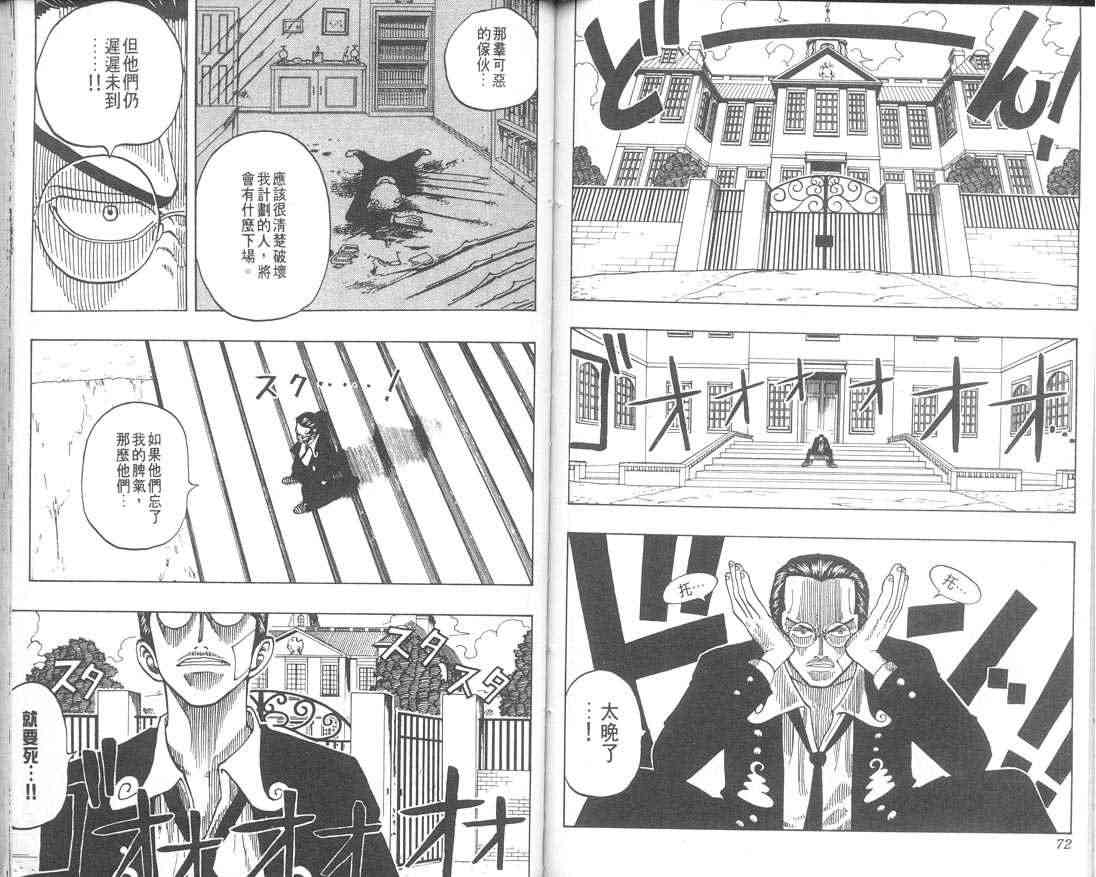 ど ん!
ゴオオオオオオ…
托…
托…
ドン!!
太晚了
…!
72
那羣可惡
的傢伙…
應該很清楚破壞
我計劃的人，將
會有什麼下場。
但他們仍
遲遲未到
……!!
スク……!
如果他們忘了
我的脾氣，
那麼他們…
スタ
スタ
スタ
就要死…!!
オオオオオ